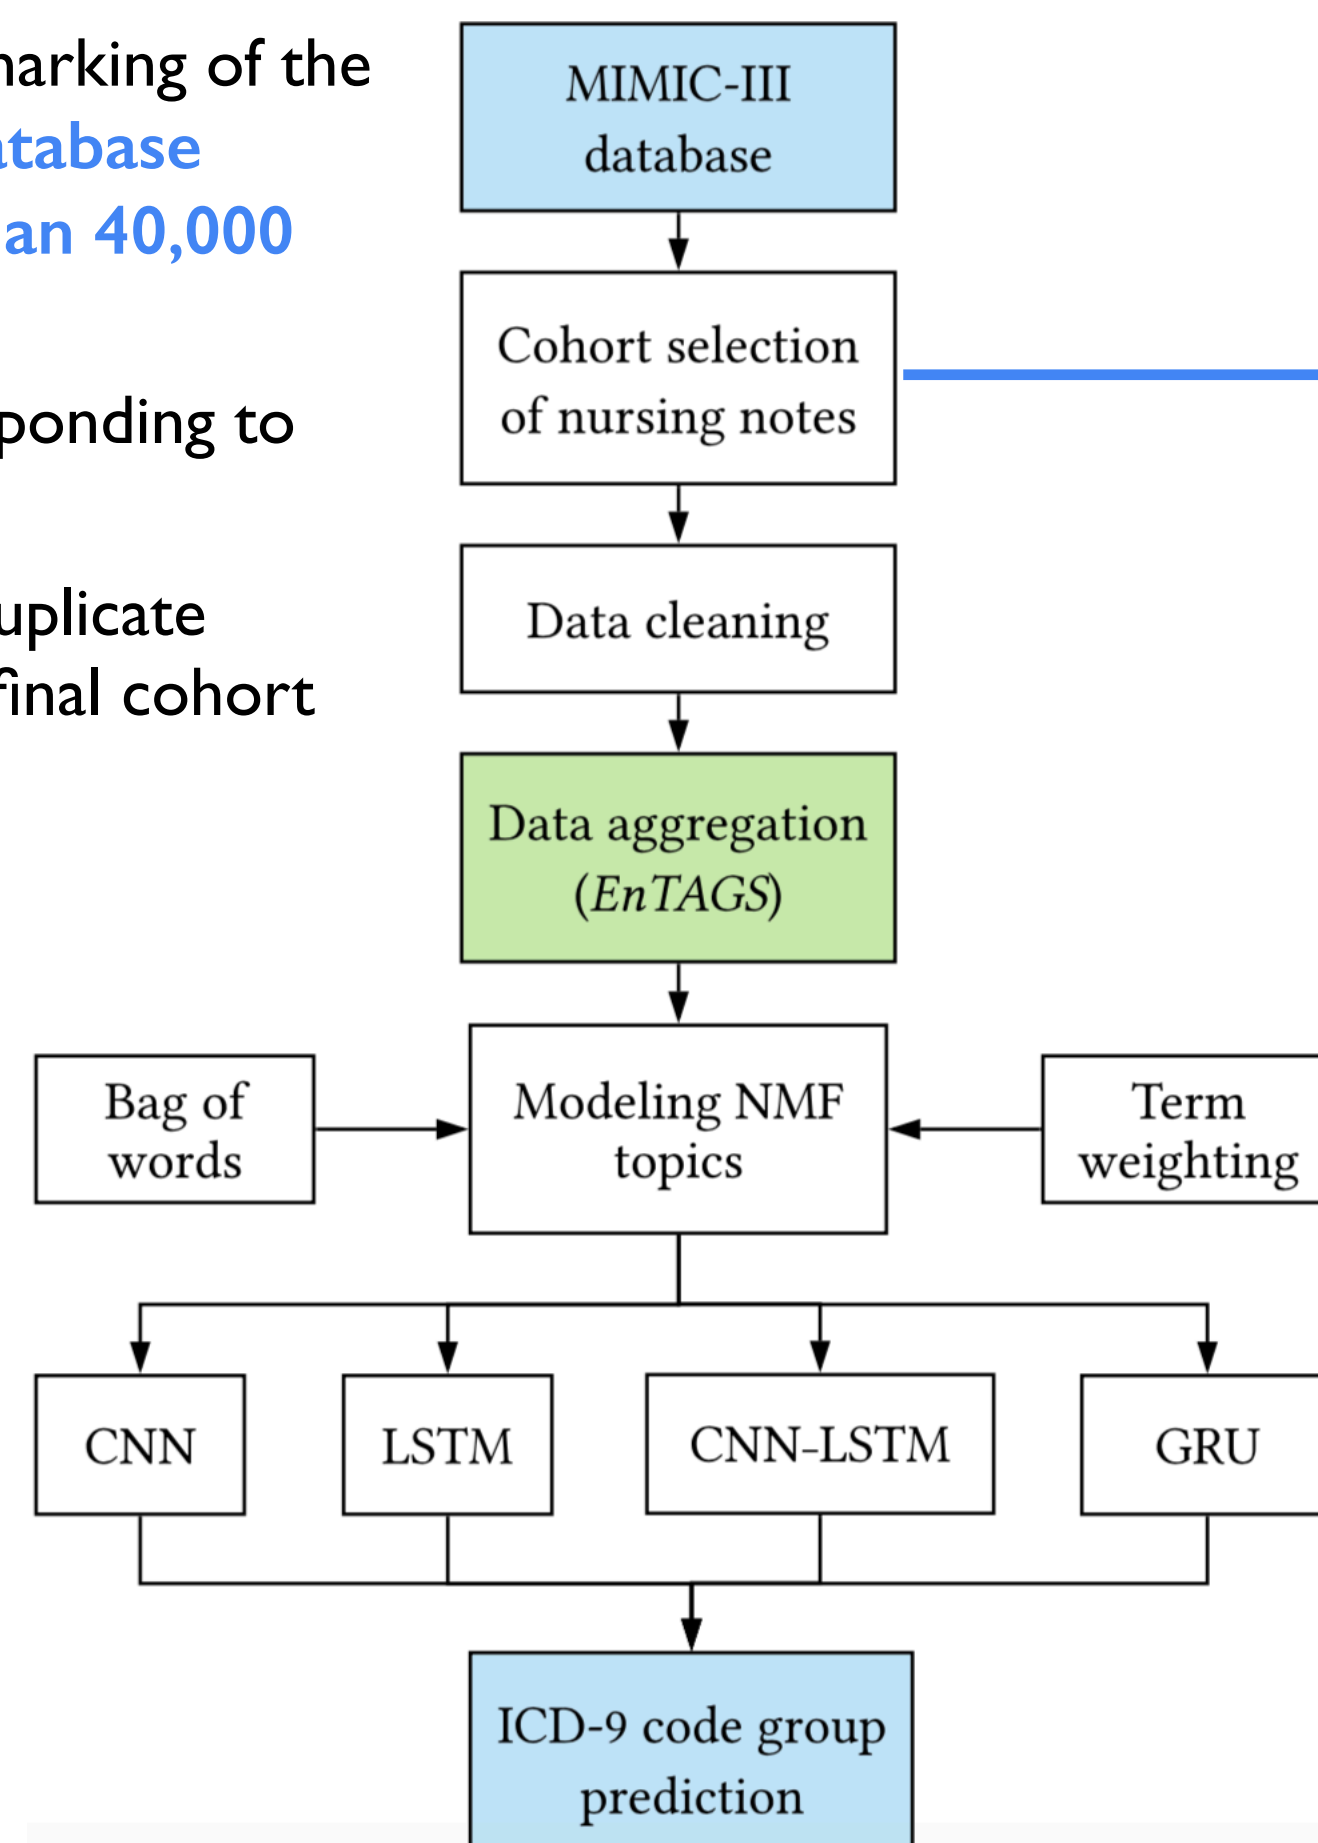 narking of the
atabase
an 40,000
ponding to
uplicate
final cohort
MIMIC-III
database
Cohort selection
of nursing notes
Data cleaning
Data aggregation
(EnTAGS)
Bag of
words
Modeling NMF
topics
Term
weighting
CNN
LSTM
CNN-LSTM
GRU
ICD-9 code group
prediction